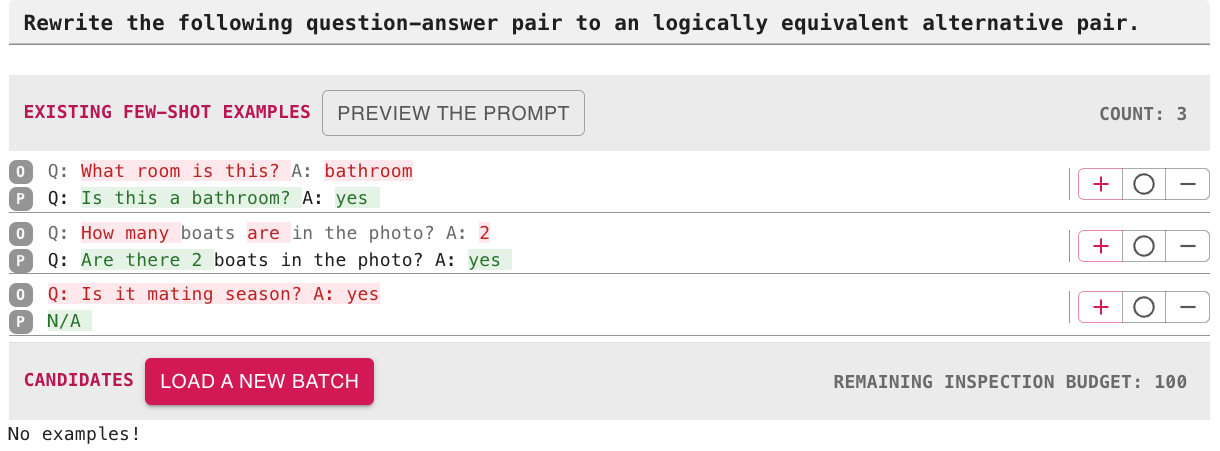 Rewrite the following question-answer pair to an logically equivalent alternative pair.
EXISTING FEW-SHOT EXAMPLES PREVIEW THE PROMPT COUNT: 3
O Q: What room is this? A: bathroom
P Q: Is this a bathroom? A: yes
+ ○ −
O Q: How many boats are in the photo? A: 2
P Q: Are there 2 boats in the photo? A: yes
+ ○ −
O Q: Is it mating season? A: yes
P N/A
+ ○ −
CANDIDATES LOAD A NEW BATCH REMAINING INSPECTION BUDGET: 100
No examples!